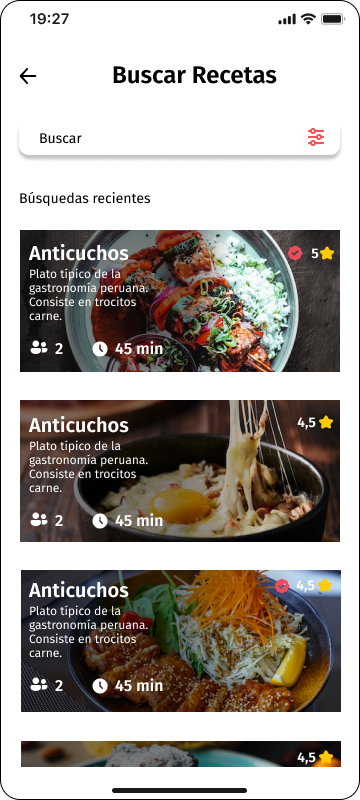 19:27
Buscar Recetas
Buscar
Búsquedas recientes
Anticuchos
5
Plato típico de la
gastronomía peruana.
Consiste en trocitos
carne.
2
45 min
Anticuchos
4,5
Plato típico de la
gastronomía peruana.
Consiste en trocitos
carne.
2
45 min
Anticuchos
4,5
Plato típico de la
gastronomía peruana.
Consiste en trocitos
carne.
2
45 min
4,5